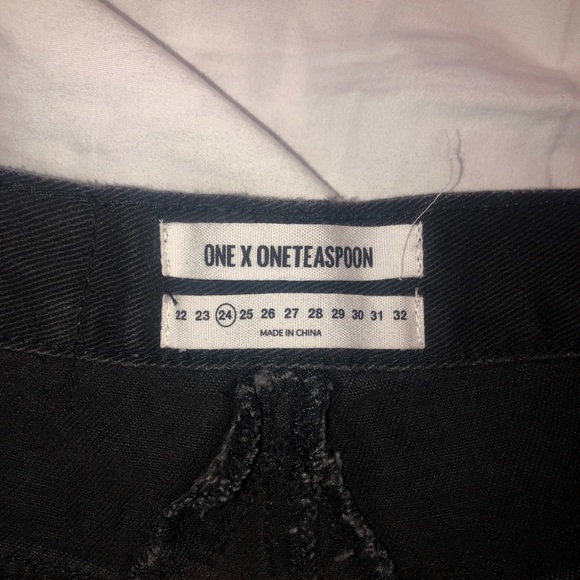 ONE X ONETEASPOON
22 23 24 25 26 27 28 29 30 31 32
MADE IN CHINA